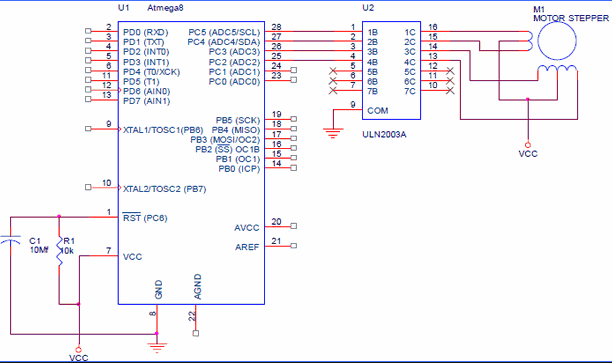 U1
Atmega8
2
3
4
5
6
11
12
13
PD0 (RXD)
PD1 (TXT)
PD2 (INT0)
PD3 (INT1)
PD4 (T0/XCK)
PD5 (T1)
PD6 (AIN0)
PD7 (AIN1)
9
XTAL1/TOSC1(PB6)
10
XTAL2/TOSC2 (PB7)
1
RST (PC6)
7
VCC
GND
8
AGND
22
PC5 (ADC5/SCL)
PC4 (ADC4/SDA)
PC3 (ADC3)
PC2 (ADC2)
PC1 (ADC1)
PC0 (ADC0)
28
27
26
25
24
23
PB5 (SCK)
PB4 (MISO)
PB3 (MOSI/OC2)
PB2 (SS) OC1B
PB1 (OC1)
PB0 (ICP)
19
18
17
16
15
14
AVCC
20
AREF
21
C1
10Mf
R1
10k
VCC
U2
1
2
3
4
5
6
7
1B
2B
3B
4B
5B
6B
7B
1C
2C
3C
4C
5C
6C
7C
16
15
14
13
12
11
10
9
COM
ULN2003A
M1
MOTOR STEPPER
VCC